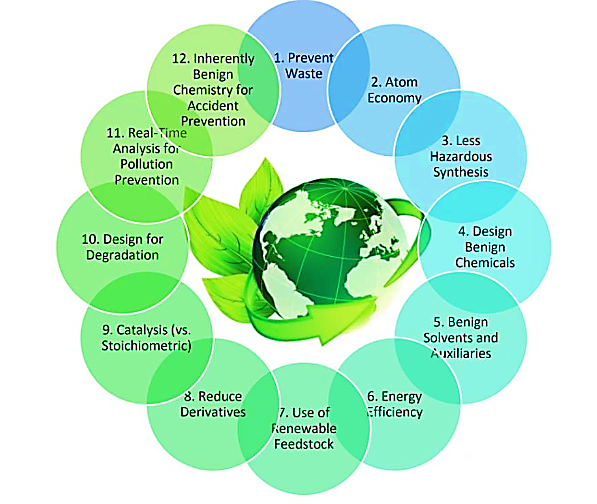 1. Prevent
Waste
2. Atom
Economy
3. Less
Hazardous
Synthesis
4. Design
Benign
Chemicals
5. Benign
Solvents and
Auxiliaries
6. Energy
Efficiency
7. Use of
Renewable
Feedstock
8. Reduce
Derivatives
9. Catalysis (vs.
Stoichiometric)
10. Design for
Degradation
11. Real-Time
Analysis for
Pollution
Prevention
12. Inherently
Benign
Chemistry for
Accident
Prevention